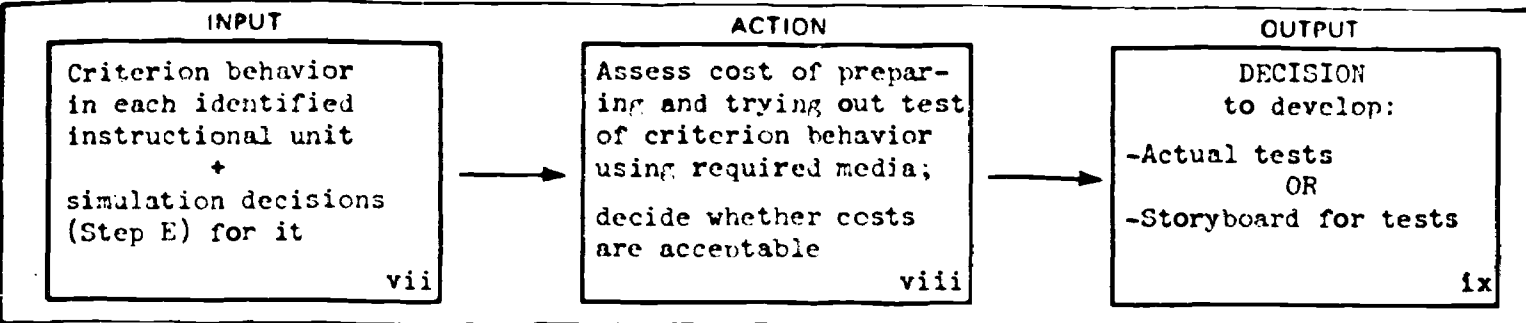 INPUT
Criterion behavior
in each identified
instructional unit
+
simulation decisions
(Step E) for it
vii
ACTION
Assess cost of prepar-
ing and trying out test
of criterion behavior
using required media;
decide whether costs
are acceptable
viii
OUTPUT
DECISION
to develop:
-Actual tests
OR
-Storyboard for tests
ix